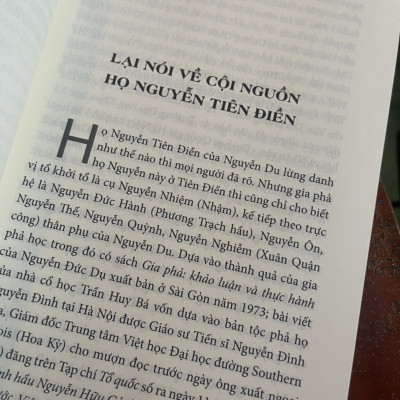 LẠI NÓI VỀ CỘI NGUỒN
HỌ NGUYỄN TIÊN ĐIỀN
Họ Nguyễn Tiên Điền của Nguyễn Du lừng danh
như thế nào thì mọi người đã rõ. Nhưng gia phả
họ Nguyễn này ở Tiên Điền thì cũng chỉ cho biết
vị tổ khởi tổ là cụ Nguyễn Nhiệm (Nhậm), kế tiếp theo trực
hệ là Nguyễn Đức Hành (Phương Trạch hầu), Nguyễn Ôn,
Nguyễn Thế, Nguyễn Quỳnh, Nguyễn Nghiễm (Xuân Quận
công) thân phụ của Nguyễn Du. Dựa vào thành quả của gia
phả học trong đó có sách Gia phả: khảo luận và thực hành
của Nguyễn Đức Dụ xuất bản ở Sài Gòn năm 1973; bài viết
của nhà cổ học Trần Huy Bá vốn dựa vào bản tộc phả họ
Nguyễn Đình tại Hà Nội được Giáo sư Tiến sĩ Nguyễn Đình
, Giám đốc Trung tâm Việt học Đại học đường Southern
ois (Hoa Kỳ) cho mượn đọc trước ngày ông xuất ngoại
) đăng trên Tạp chí Tổ quốc số ra ngày
hầu Nguyễn Hữu